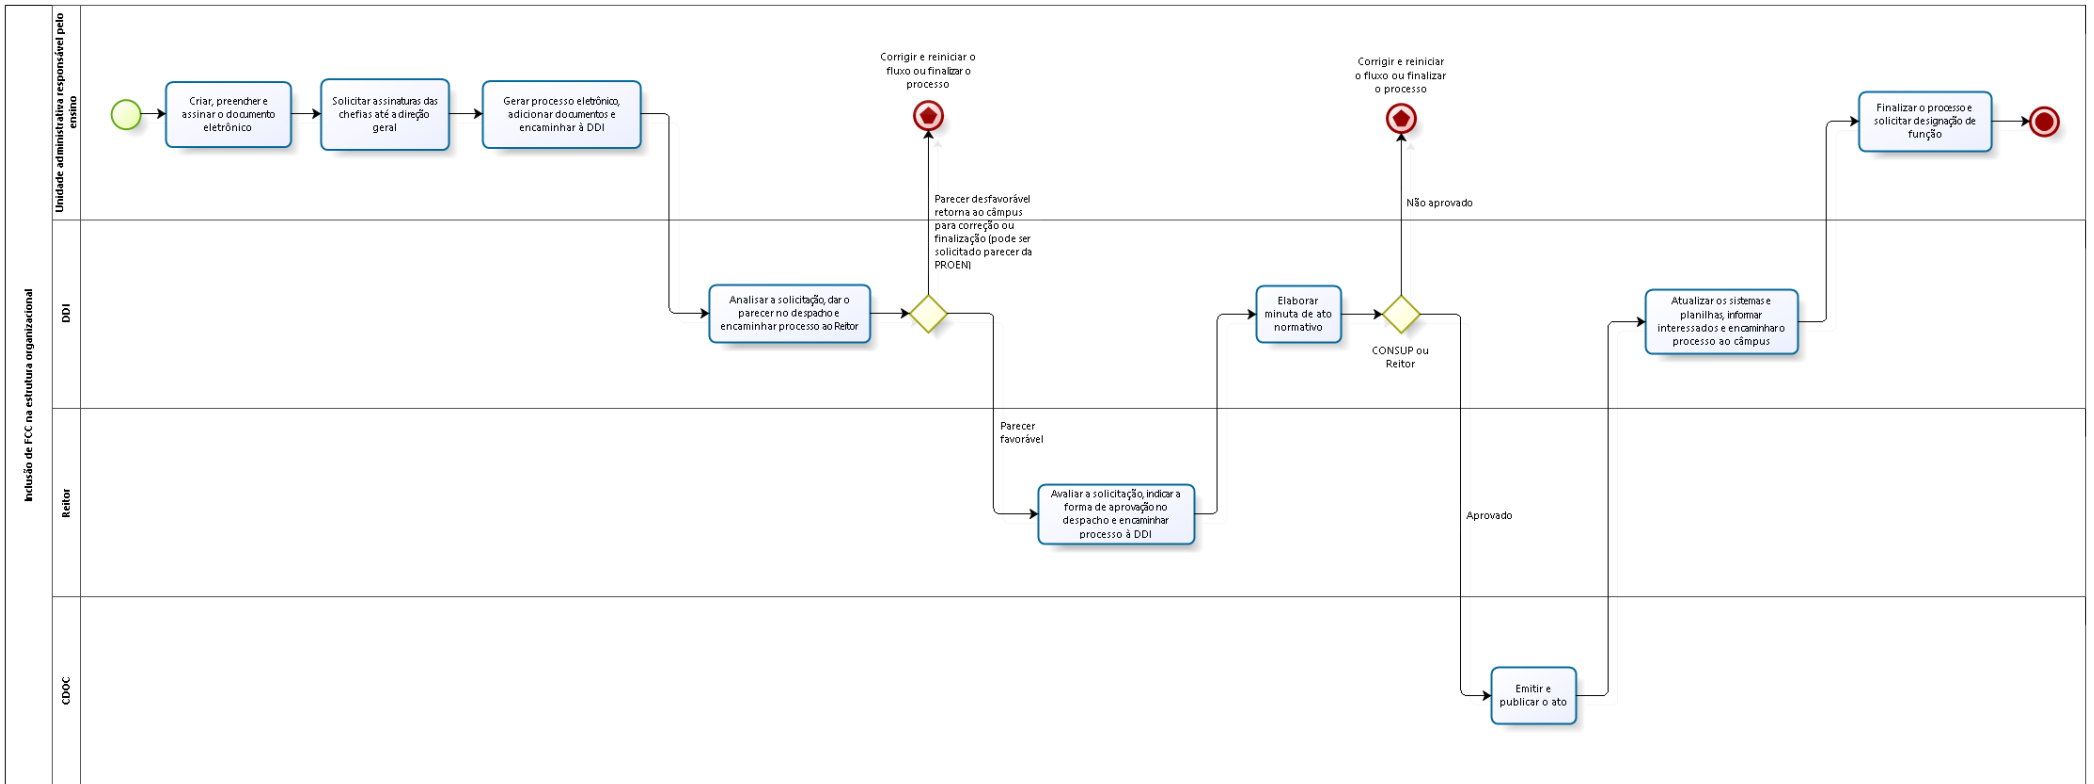 Inclusão de FCC na estrutura organizacional
Unidade administrativa responsável pelo
ensino
Criar, preencher e
assinar o documento
eletrônico
Solicitar assinaturas das
chefias até a direção
geral
Gerar processo eletrônico,
adicionar documentos e
encaminhar à DDI
Corrigir e reiniciar o
fluxo ou finalizar o
processo
Corrigir e reiniciar
o fluxo ou finalizar
o processo
Finalizar o processo e
solicitar designação de
função
Parecer desfavorável
retorna ao câmpus
para correção ou
finalização (pode ser
solicitado parecer da
PROEN)
Não aprovado
DDI
Analisar a solicitação, dar o
parecer no despacho e
encaminhar processo ao Reitor
Elaborar
minuta de ato
normativo
CONSUP ou
Reitor
Atualizar os sistemas e
planilhas, informar
interessados e encaminhar o
processo ao câmpus
Reitor
Parecer
favorável
Avaliar a solicitação, indicar a
forma de aprovação no
despacho e encaminhar
processo à DDI
Aprovado
CDOC
Emitir e
publicar o ato